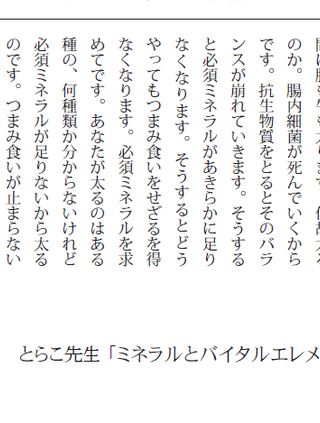 のか。腸内細菌が死んでいくから
です。抗生物質をとるとそのバラ
ンスが崩れていきます。そうする
と必須ミネラルがあきらかに足り
なくなります。そうするとどう
やってもつまみ食いをせざるを得
なくなります。必須ミネラルを求
めてです。あなたが太るのはある
種の、何種類か分からないけれど
必須ミネラルが足りないから太る
のです。つまみ食いが止まらない
とらこ先生「ミネラルとバイタルエレメ